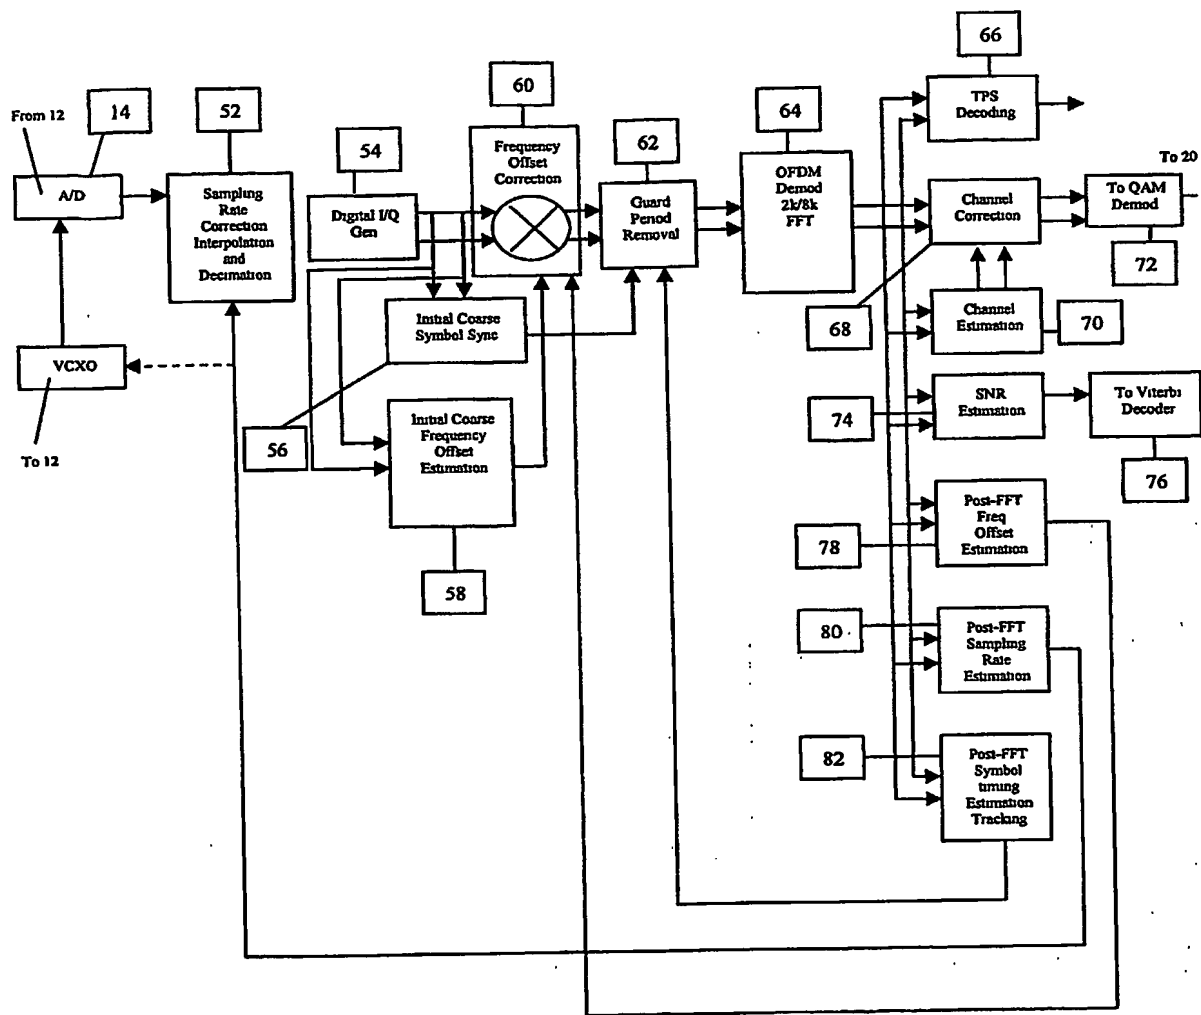 From 12
14
A/D
VCXO
To 12
52
Sampling
Rate
Correction
Interpolation
and
Decimation
54
Digital I/Q
Gen
60
Frequency
Offset
Correction
Initial Coarse
Symbol Sync
56
Initial Coarse
Frequency
Offset
Estimation
58
62
Guard
Period
Removal
64
OFDM
Demod
2k/8k
FFT
66
TPS
Decoding
Channel
Correction
68
To QAM
Demod
To 20
72
Channel
Estimation
70
SNR
Estimation
74
To Viterbi
Decoder
76
Post-FFT
Freq
Offset
Estimation
78
80
Post-FFT
Sampling
Rate
Estimation
82
Post-FFT
Symbol
timing
Estimation
Tracking